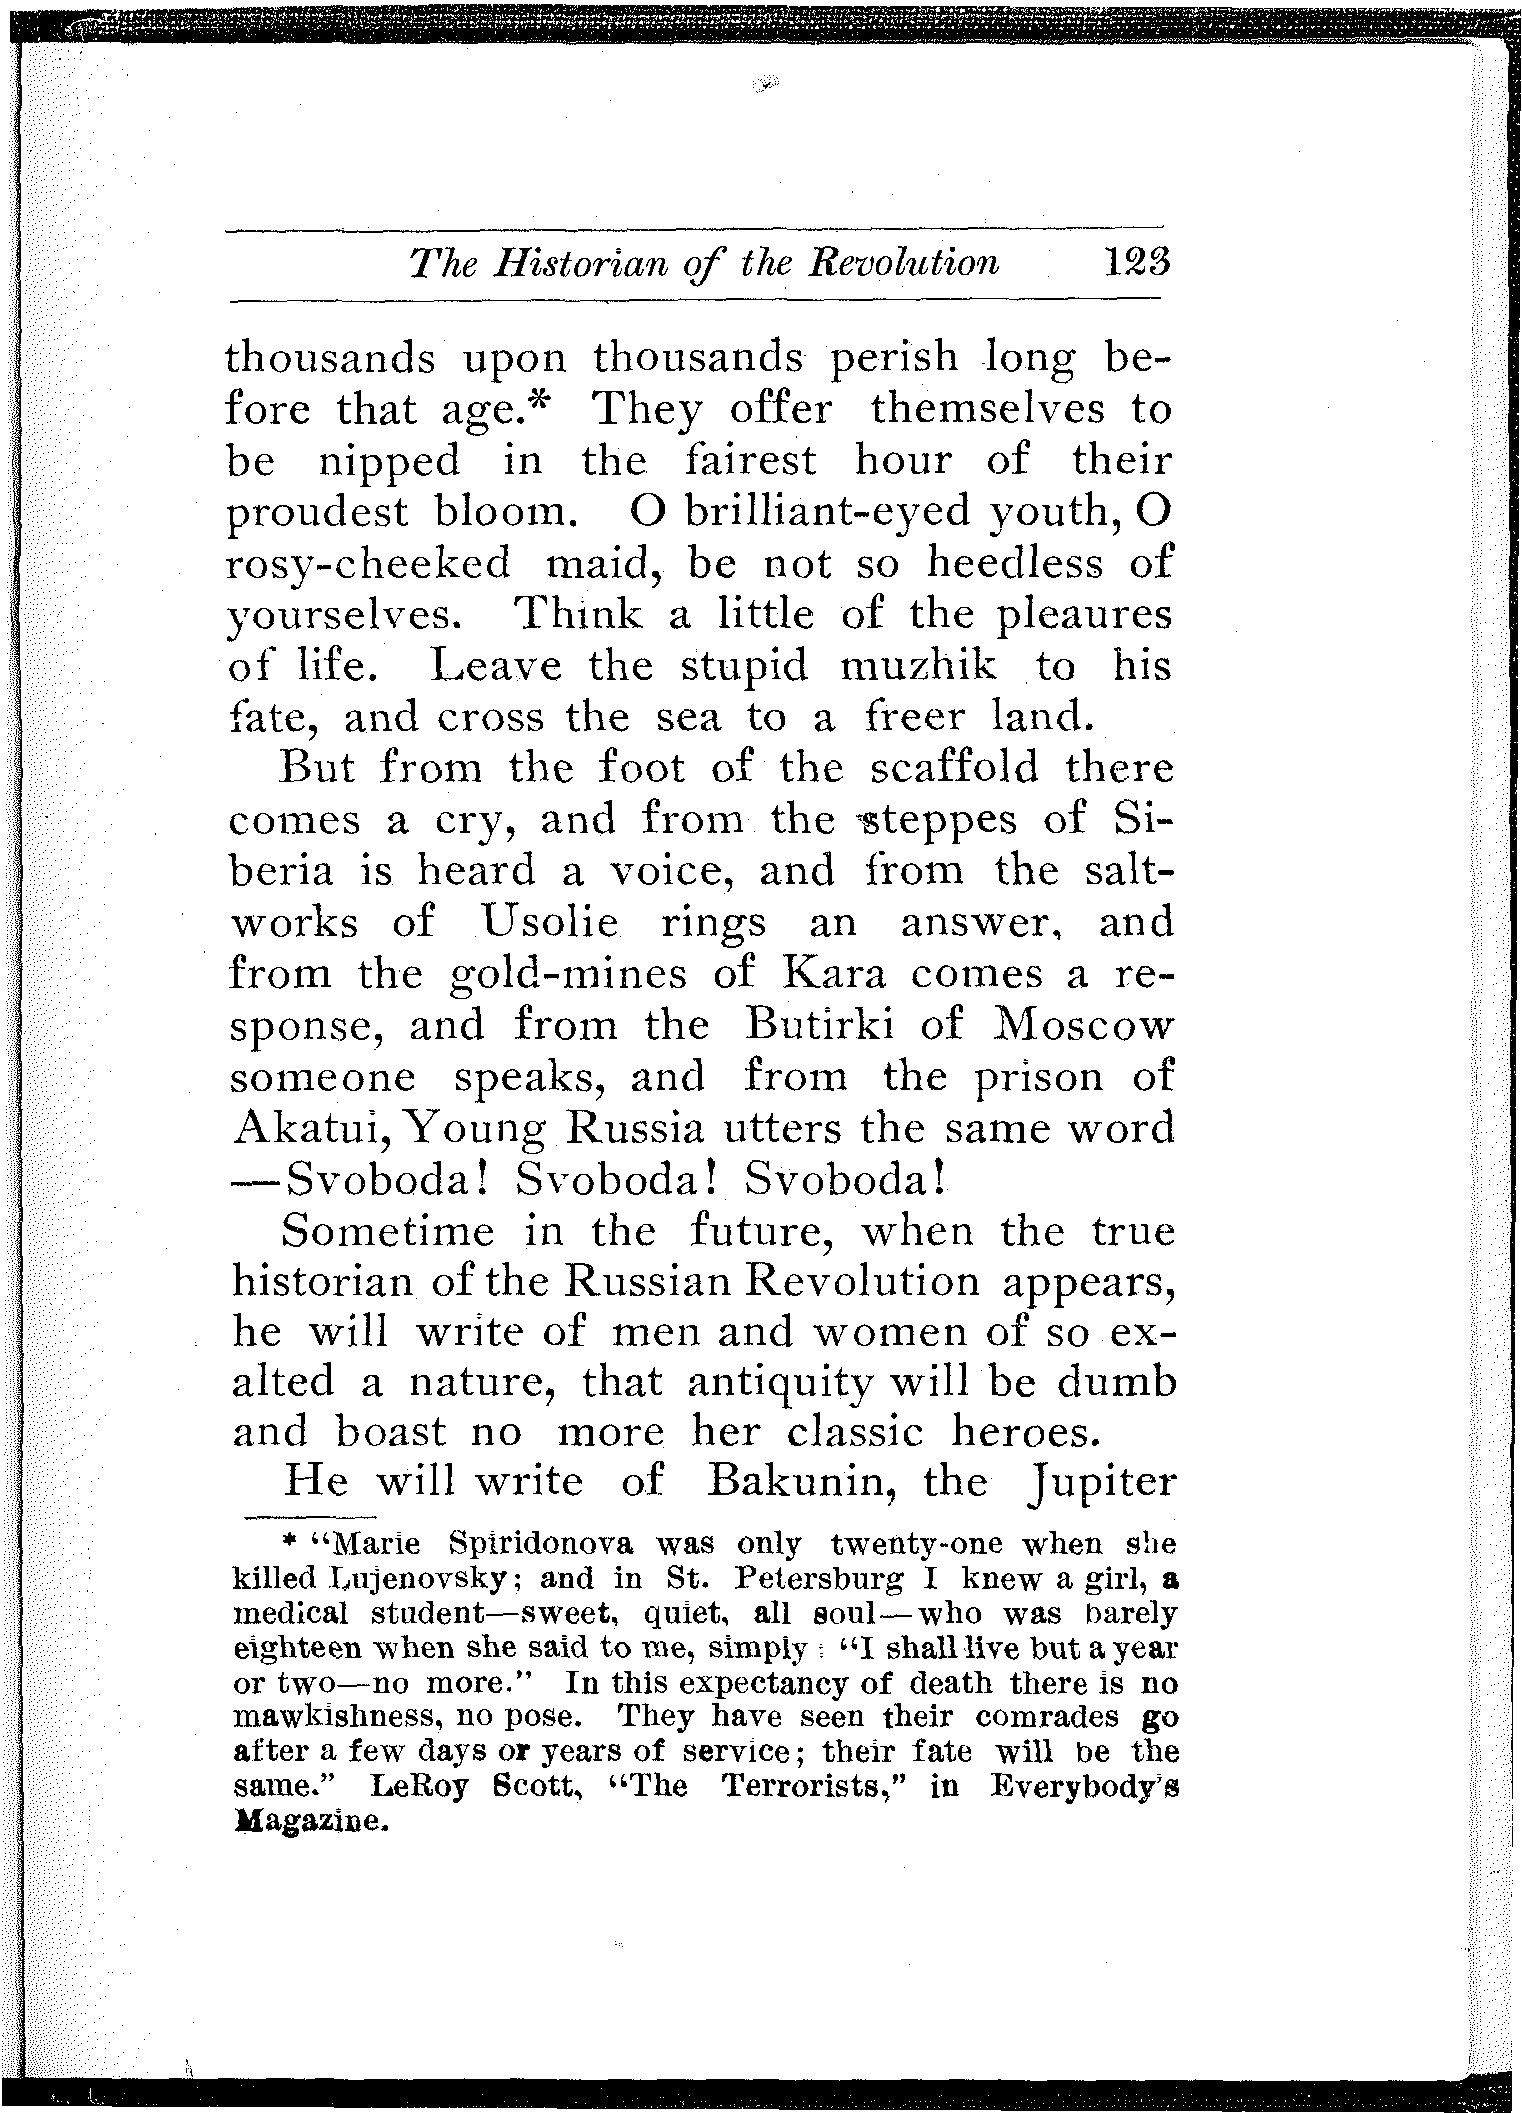 The Historian of the Revolution 123
thousands upon thousands perish long be-
fore that age.* They offer themselves to
be nipped in the fairest hour of their
proudest bloom. O brilliant-eyed youth, O
rosy-cheeked maid, be not so heedless of
yourselves. Think a little of the pleaures
of life. Leave the stupid muzhik to his
fate, and cross the sea to a freer land.
But from the foot of the scaffold there
comes a cry, and from the steppes of Si-
beria is heard a voice, and from the salt-
works of Usolie rings an answer, and
from the gold-mines of Kara comes a re-
sponse, and from the Butirki of Moscow
someone speaks, and from the prison of
Akatui, Young Russia utters the same word
—Svoboda! Svoboda! Svoboda!
Sometime in the future, when the true
historian of the Russian Revolution appears,
he will write of men and women of so ex-
alted a nature, that antiquity will be dumb
and boast no more her classic heroes.
He will write of Bakunin, the Jupiter
* "Marie Spiridonova was only twenty-one when she
killed Lujenovsky; and in St. Petersburg I knew a girl, a
medical student—sweet, quiet, all soul—who was barely
eighteen when she said to me, simply: "I shall live but a year
or two—no more." In this expectancy of death there is no
mawkishness, no pose. They have seen their comrades go
after a few days or years of service; their fate will be the
same." LeRoy Scott, "The Terrorists," in Everybody's
Magazine.